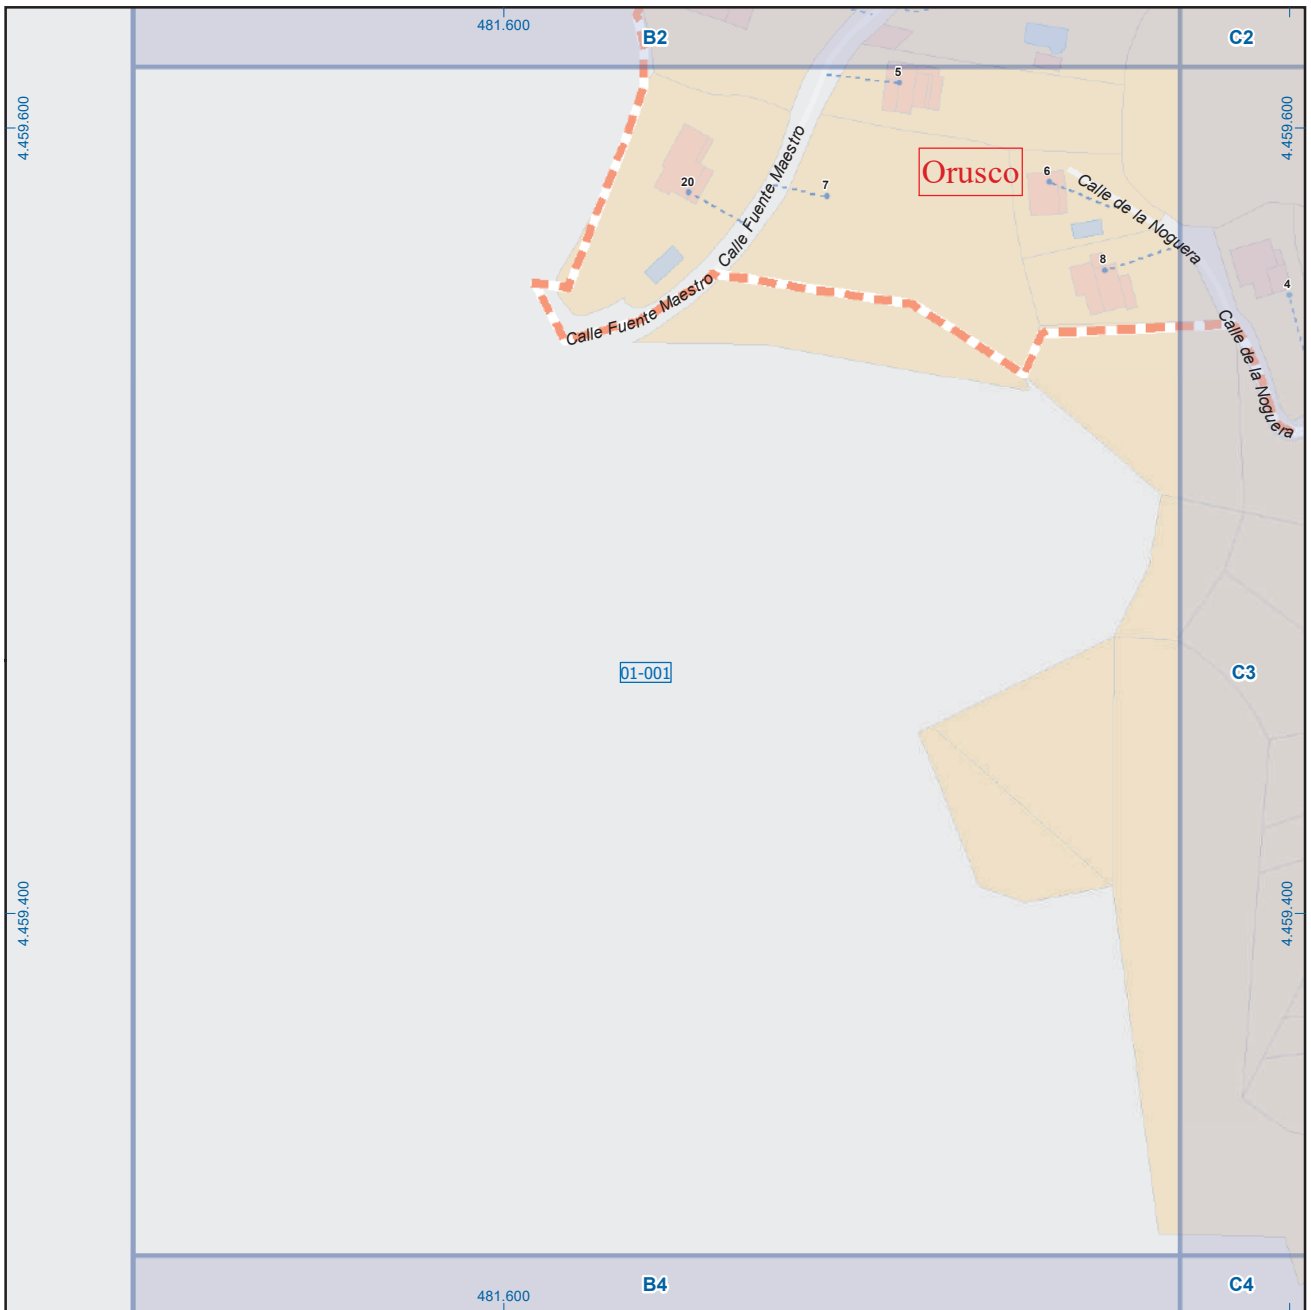 481.600
B2
C2
5
4.459.600
4.459.600
Calle Fuente Maestro
Orusco
20
7
6
Calle de la Noguera
Calle Fuente Maestro
8
4
Calle de la Noguera
01-001
C3
4.459.400
4.459.400
B4
C4
481.600